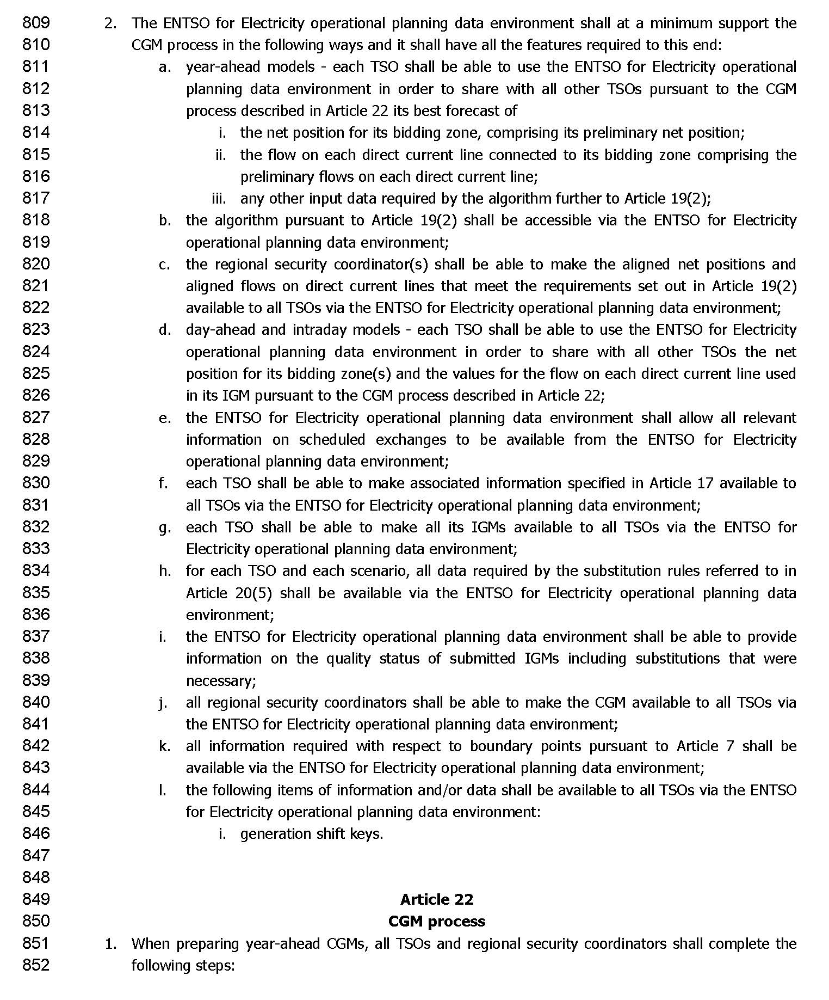 809 2. The ENTSO for Electricity operational planning data environment shall at a minimum support the
810 CGM process in the following ways and it shall have all the features required to this end:
811 a. year-ahead models - each TSO shall be able to use the ENTSO for Electricity operational
812 planning data environment in order to share with all other TSOs pursuant to the CGM
813 process described in Article 22 its best forecast of
814 i. the net position for its bidding zone, comprising its preliminary net position;
815 ii. the flow on each direct current line connected to its bidding zone comprising the
816 preliminary flows on each direct current line;
817 iii. any other input data required by the algorithm further to Article 19(2);
818 b. the algorithm pursuant to Article 19(2) shall be accessible via the ENTSO for Electricity
819 operational planning data environment;
820 c. the regional security coordinator(s) shall be able to make the aligned net positions and
821 aligned flows on direct current lines that meet the requirements set out in Article 19(2)
822 available to all TSOs via the ENTSO for Electricity operational planning data environment;
823 d. day-ahead and intraday models - each TSO shall be able to use the ENTSO for Electricity
824 operational planning data environment in order to share with all other TSOs the net
825 position for its bidding zone(s) and the values for the flow on each direct current line used
826 in its IGM pursuant to the CGM process described in Article 22;
827 e. the ENTSO for Electricity operational planning data environment shall allow all relevant
828 information on scheduled exchanges to be available from the ENTSO for Electricity
829 operational planning data environment;
830 f. each TSO shall be able to make associated information specified in Article 17 available to
831 all TSOs via the ENTSO for Electricity operational planning data environment;
832 g. each TSO shall be able to make all its IGMs available to all TSOs via the ENTSO for
833 Electricity operational planning data environment;
834 h. for each TSO and each scenario, all data required by the substitution rules referred to in
835 Article 20(5) shall be available via the ENTSO for Electricity operational planning data
836 environment;
837 i. the ENTSO for Electricity operational planning data environment shall be able to provide
838 information on the quality status of submitted IGMs including substitutions that were
839 necessary;
840 j. all regional security coordinators shall be able to make the CGM available to all TSOs via
841 the ENTSO for Electricity operational planning data environment;
842 k. all information required with respect to boundary points pursuant to Article 7 shall be
843 available via the ENTSO for Electricity operational planning data environment;
844 l. the following items of information and/or data shall be available to all TSOs via the ENTSO
845 for Electricity operational planning data environment:
846 i. generation shift keys.
847
848
849 Article 22
850 CGM process
851 1. When preparing year-ahead CGMs, all TSOs and regional security coordinators shall complete the
852 following steps: